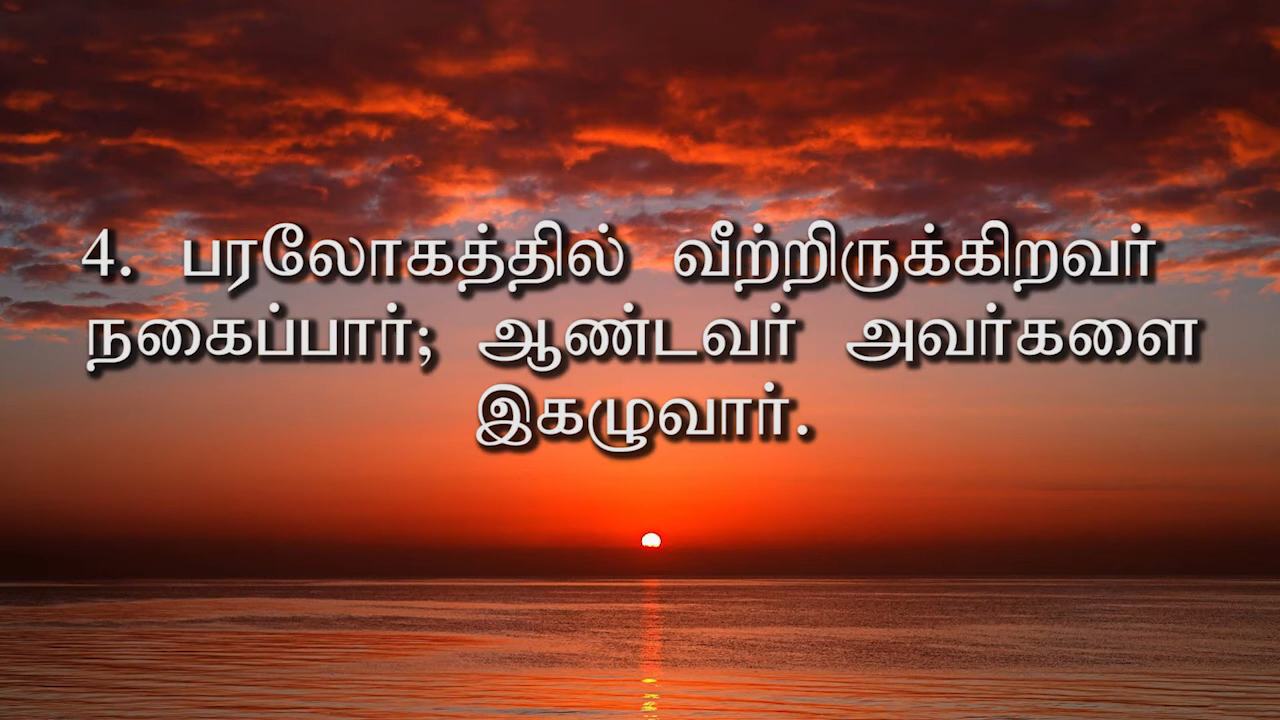 4. பரலோகத்தில் வீற்றிருக்கிறவர்
நகைப்பார்; ஆண்டவர் அவர்களை
இகழுவார்.